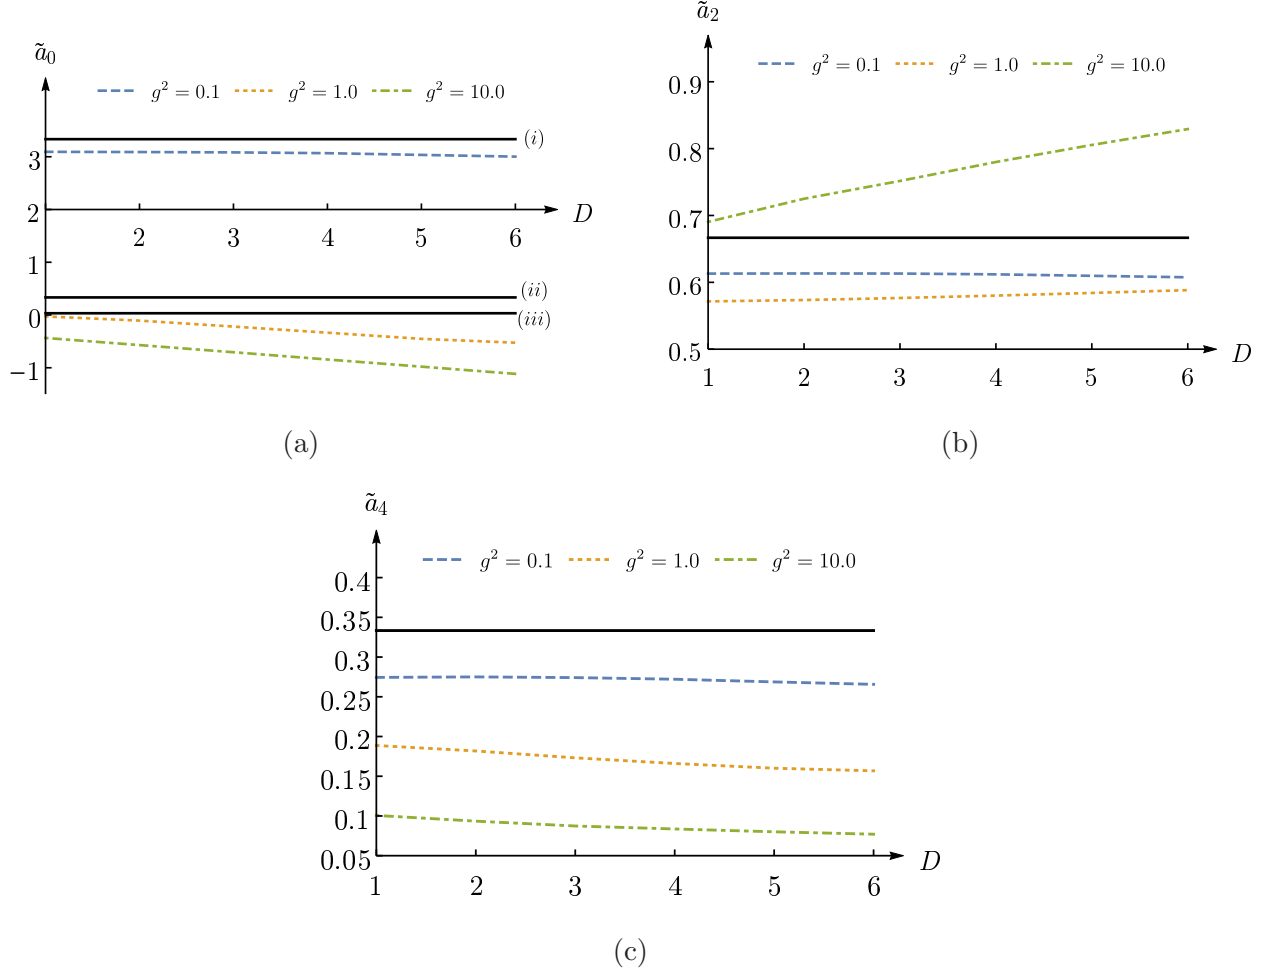 ã₀
g² = 0.1 g² = 1.0 g² = 10.0
(i)
3
2
D
2 3 4 5 6
1
(ii)
0
(iii)
−1
(a)
ã₂
g² = 0.1 g² = 1.0 g² = 10.0
0.9
0.8
0.7
0.6
0.5
D
1 2 3 4 5 6
(b)
ã₄
g² = 0.1 g² = 1.0 g² = 10.0
0.4
0.35
0.3
0.25
0.2
0.15
0.1
0.05
D
1 2 3 4 5 6
(c)